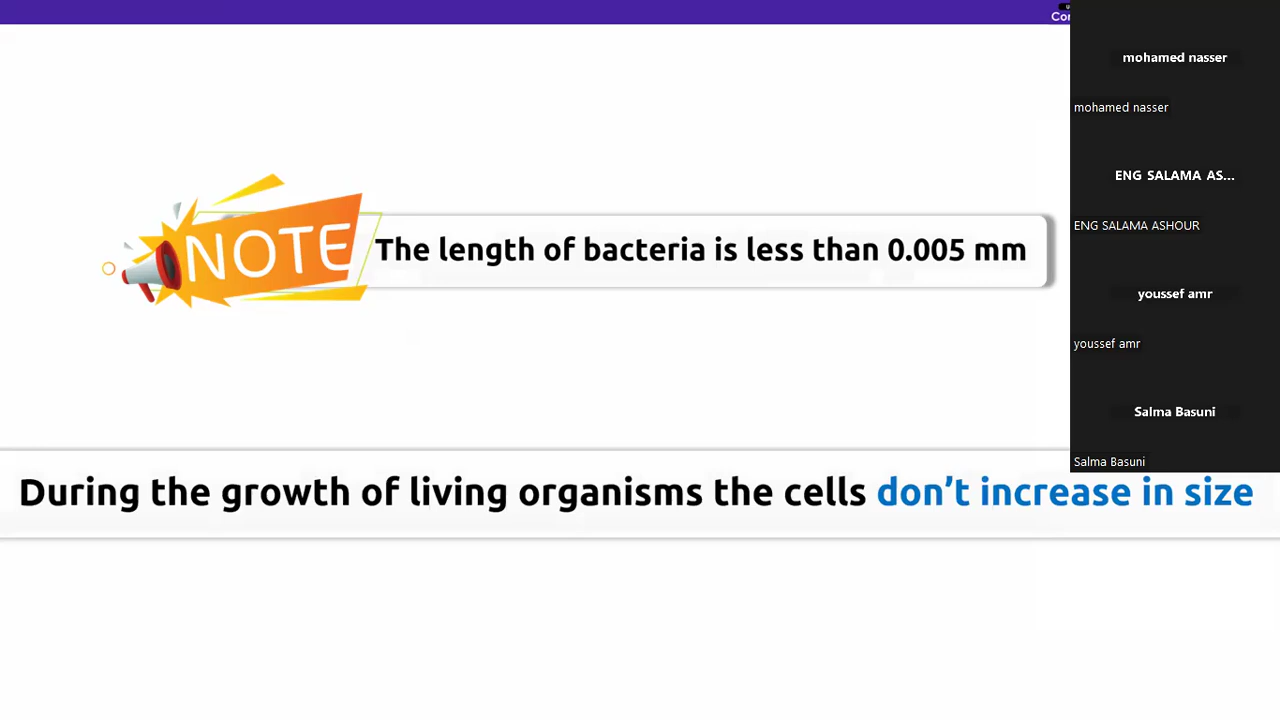 Con
NOTE
The length of bacteria is less than 0.005 mm
During the growth of living organisms the cells don’t increase in size
mohamed nasser
mohamed nasser
ENG SALAMA AS...
ENG SALAMA ASHOUR
youssef amr
youssef amr
Salma Basuni
Salma Basuni